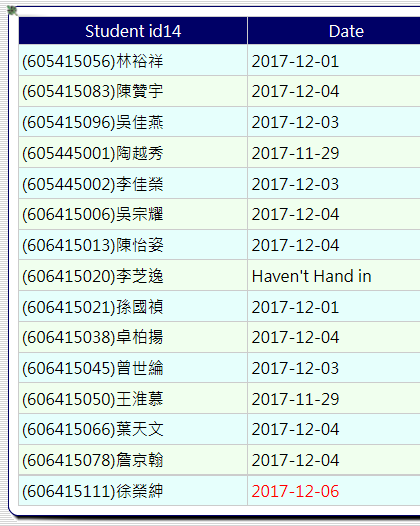 Student id14 Date
(605415056)林裕祥 2017-12-01
(605415083)陳贊宇 2017-12-04
(605415096)吳佳燕 2017-12-03
(605445001)陶越秀 2017-11-29
(605445002)李佳榮 2017-12-03
(606415006)吳宗耀 2017-12-04
(606415013)陳怡姿 2017-12-04
(606415020)李芝逸 Haven't Hand in
(606415021)孫國禎 2017-12-01
(606415038)卓柏揚 2017-12-04
(606415045)曾世綸 2017-12-03
(606415050)王淮慕 2017-11-29
(606415066)葉天文 2017-12-04
(606415078)詹京翰 2017-12-04
(606415111)徐榮紳 2017-12-06